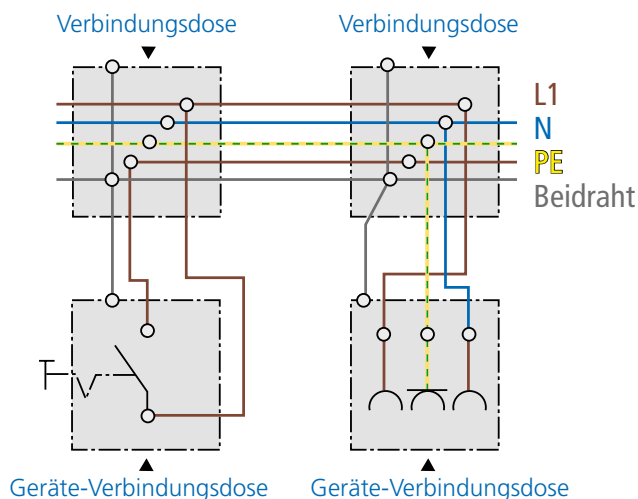 Verbindungsdose
Verbindungsdose
L1
N
PE
Beidraht
Geräte-Verbindungsdose
Geräte-Verbindungsdose